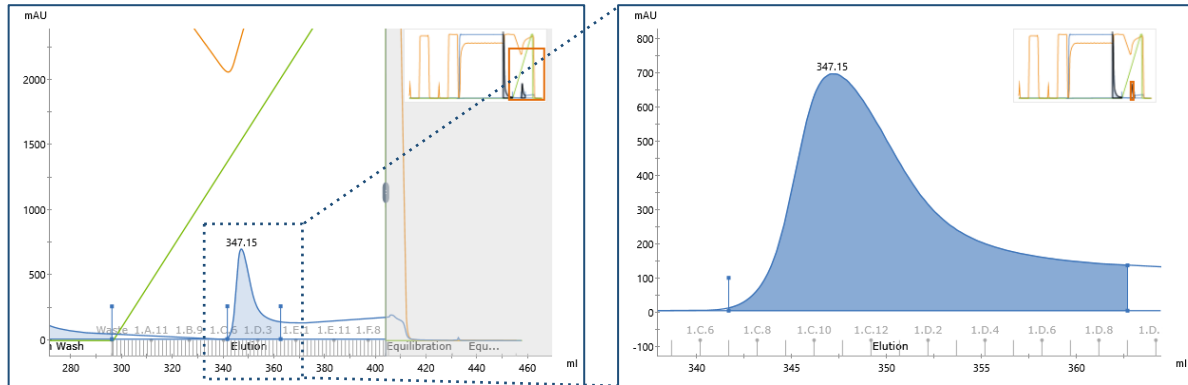 mAU
2000
1500
1000
500
0
347.15
Waste 1.A.11 1.B.9 1.C.6 1.D.3 1.E.1 1.E.11 1.F.8
Wash Elution Equilibration Equ...
280 300 320 340 360 380 400 420 440 460 ml
mAU
800
700
600
500
400
300
200
100
0
-100
347.15
1.C.6 1.C.8 1.C.10 1.C.12 1.D.2 1.D.4 1.D.6 1.D.8 1.D.
Elution
340 345 350 355 360 ml